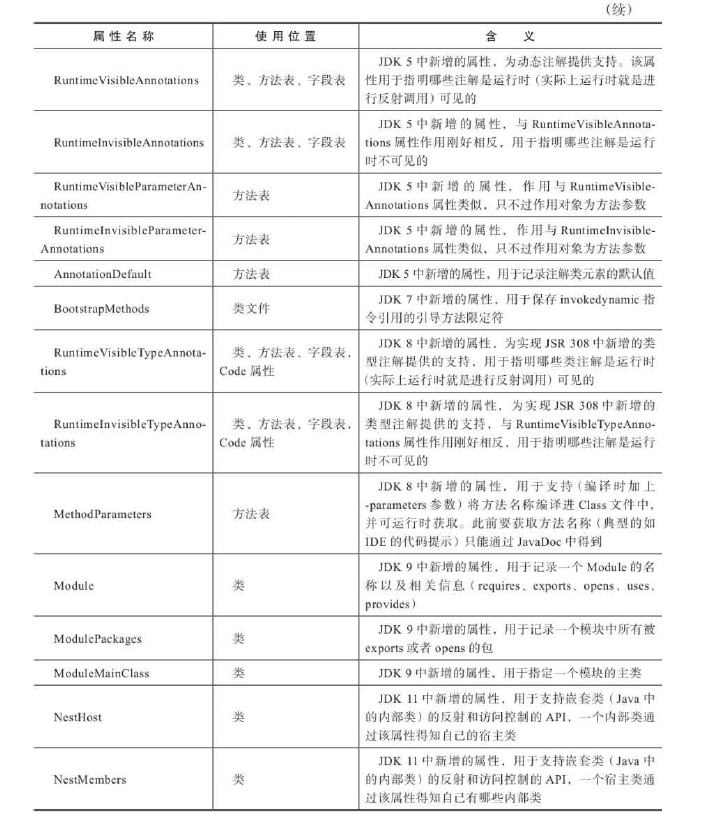 （续）
属性名称 使用位置 含 义
RuntimeVisibleAnnotations 类、方法表、字段表 JDK 5 中新增的属性，为动态注解提供支持。该属
性用于指明哪些注解是运行时（实际上运行时就是进
行反射调用）可见的
RuntimeInvisibleAnnotations 类、方法表、字段表 JDK 5 中新增的属性，与 RuntimeVisibleAnnota-
tions 属性作用刚好相反，用于指明哪些注解是运行
时不可见的
RuntimeVisibleParameterAn-
notations
方法表
JDK 5 中新增的属性，作用与 RuntimeVisible-
Annotations 属性类似，只不过作用对象为方法参数
RuntimeInvisibleParameter-
Annotations
方法表
JDK 5 中新增的属性，作用与 RuntimeInvisible-
Annotations 属性类似，只不过作用对象为方法参数
AnnotationDefault 方法表 JDK 5 中新增的属性，用于记录注解类元素的默认值
BootstrapMethods 类文件 JDK 7 中新增的属性，用于保存 invokedynamic 指
令引用的引导方法限定符
RuntimeVisibleTypeAnnota-
tions
类、方法表、字段表，
Code 属性
JDK 8 中新增的属性，为实现 JSR 308 中新增的类
型注解提供的支持，用于指明哪些类注解是运行时
（实际上运行时就是进行反射调用）可见的
RuntimeInvisibleTypeAnno-
tations
类、方法表、字段表，
Code 属性
JDK 8 中新增的属性，为实现 JSR 308 中新增的
类型注解提供的支持，与 RuntimeVisibleTypeAnno-
tations 属性作用刚好相反，用于指明哪些注解是运行
时不可见的
MethodParameters 方法表 JDK 8 中新增的属性，用于支持（编译时加上
-parameters 参数）将方法名称编译进 Class 文件中，
并可运行时获取。此前要获取方法名称（典型的如
IDE 的代码提示）只能通过 JavaDoc 中得到
Module 类 JDK 9 中新增的属性，用于记录一个 Module 的名
称以及相关信息（requires、exports、opens、uses、
provides）
ModulePackages 类 JDK 9 中新增的属性，用于记录一个模块中所有被
exports 或者 opens 的包
ModuleMainClass 类 JDK 9 中新增的属性，用于指定一个模块的主类
NestHost 类 JDK 11 中新增的属性，用于支持嵌套类（Java 中
的内部类）的反射和访问控制的 API，一个内部类通
过该属性得知自己的宿主类
NestMembers 类 JDK 11 中新增的属性，用于支持嵌套类（Java 中
的内部类）的反射和访问控制的 API，一个宿主类通
过该属性得知自己有哪些内部类